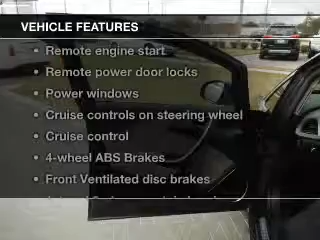 VEHICLE FEATURES
• Remote engine start
• Remote power door locks
• Power windows
• Cruise controls on steering wheel
• Cruise control
• 4-wheel ABS Brakes
• Front Ventilated disc brakes